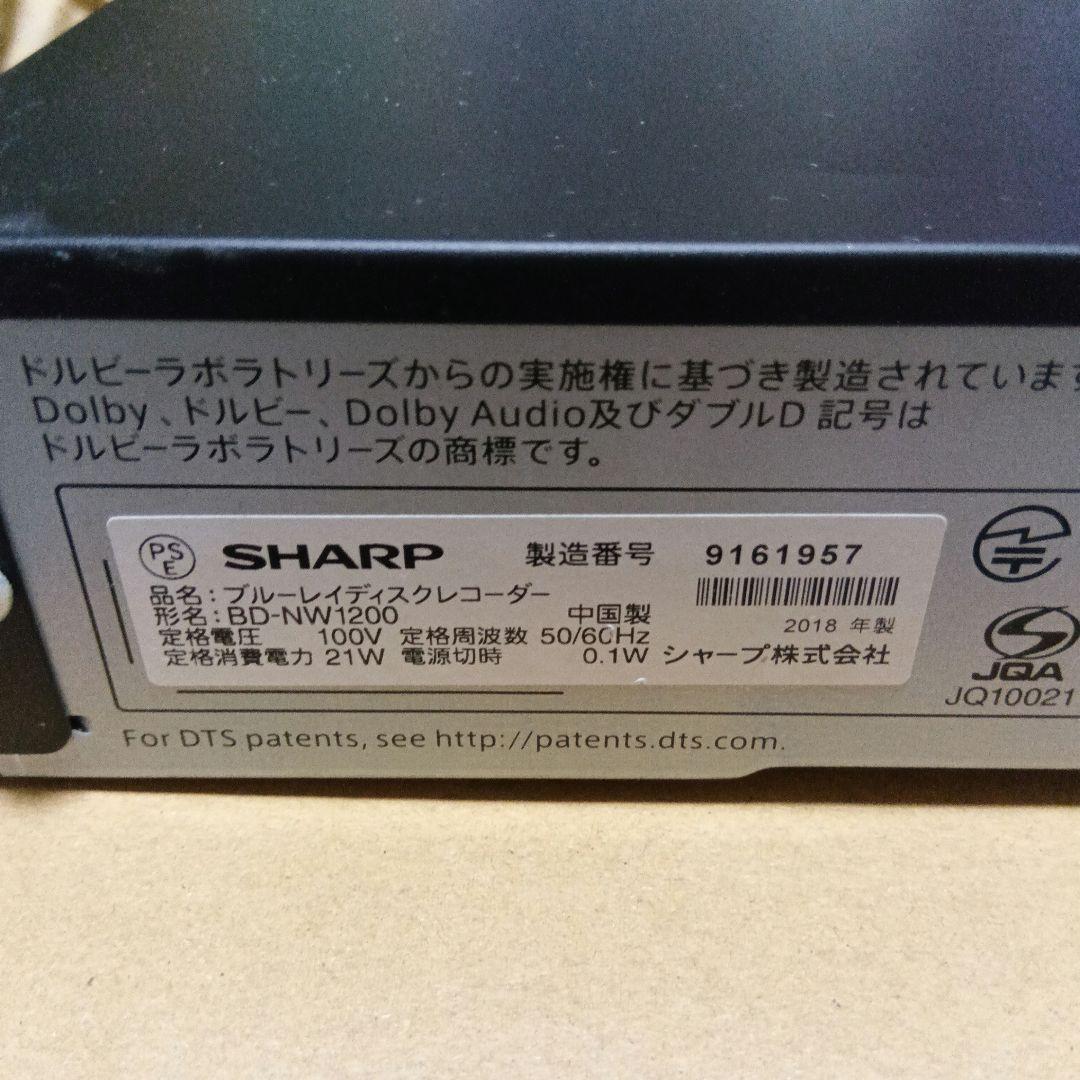 ドルビーラボラトリーズからの実施権に基づき製造されています
Dolby、ドルビー、Dolby Audio及びダブルD 記号は
ドルビーラボラトリーズの商標です。
PSE SHARP 製造番号 9161957
品名：ブルーレイディスクレコーダー
形名：BD-NW1200 中国製
2018 年製
定格電圧 100V 定格周波数 50/60Hz
定格消費電力 21W 電源切時 0.1W シャープ株式会社
JQA
JQ10021
For DTS patents, see http://patents.dts.com.